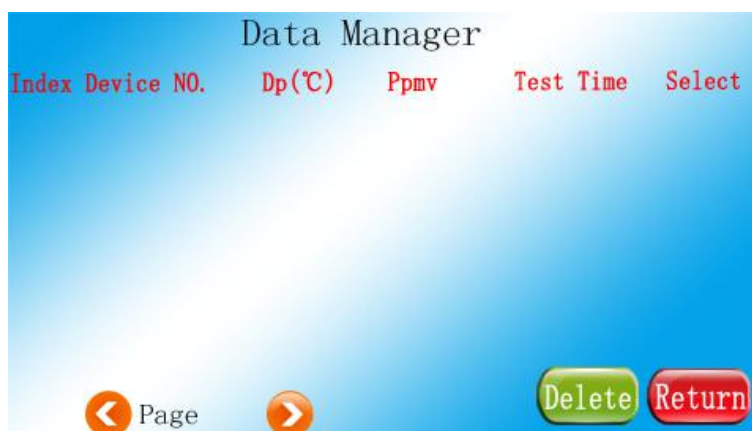 Data Manager
Index Device NO. Dp(℃) Ppmv Test Time Select
Page Delete Return